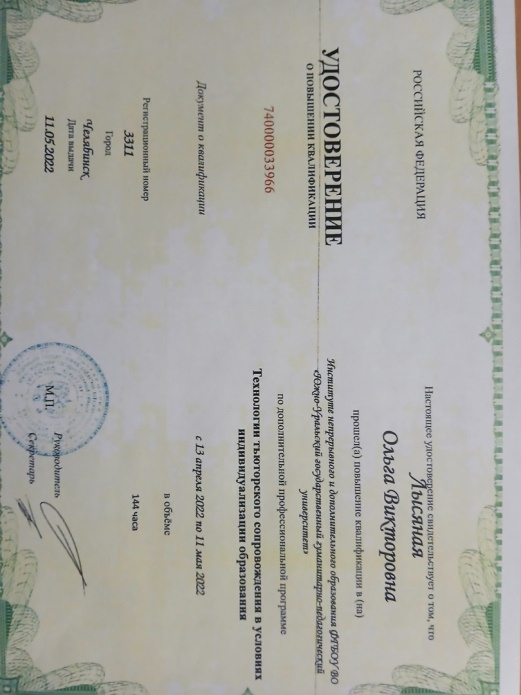 РОССИЙСКАЯ ФЕДЕРАЦИЯ
УДОСТОВЕРЕНИЕ
О ПОВЫШЕНИИ КВАЛИФИКАЦИИ
740000033966
Документ о квалификации
Регистрационный номер
3311
Город
Челябинск
Дата выдачи
11.05.2022
Настоящее удостоверение свидетельствует о том, что
Лысяная
Ольга Викторовна
прошел(а) повышение квалификации в (на)
Институте непрерывного и дополнительного образования ФГБОУ ВО
«Южно-Уральский государственный гуманитарно-педагогический
университет»
по дополнительной профессиональной программе
Технологии тьюторского сопровождения в условиях
индивидуализации образования
с 13 апреля 2022 по 11 мая 2022
в объёме
144 часа
М.П.
Руководитель
Секретарь